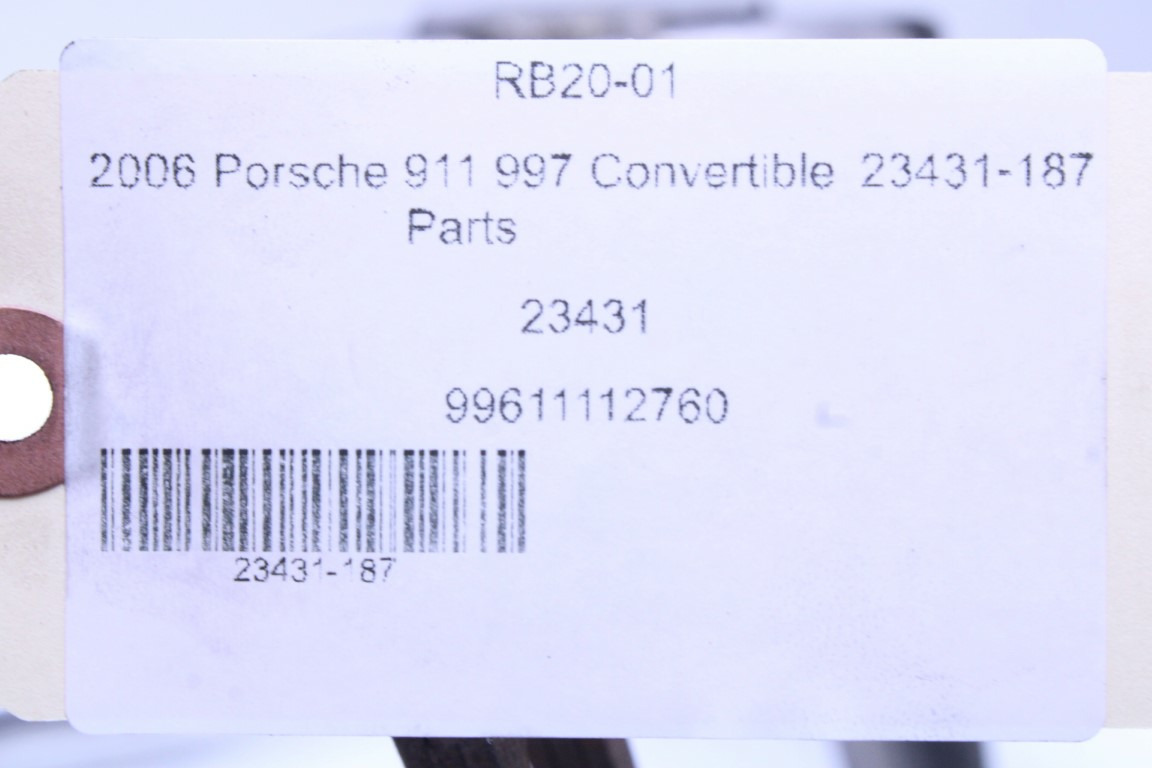 RB20-01
2006 Porsche 911 997 Convertible 23431-187
Parts
23431
99611112760
23431-187